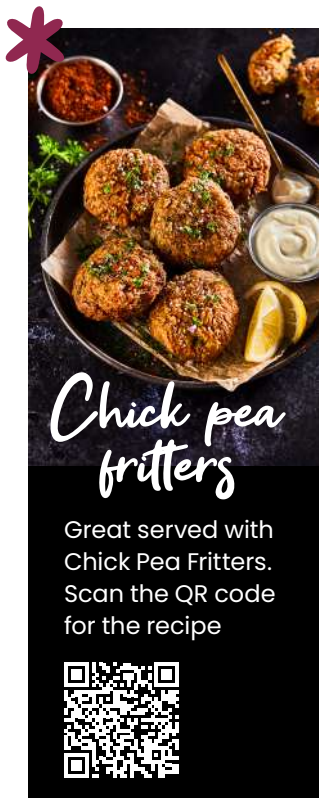 Chick pea
fritters
Great served with
Chick Pea Fritters.
Scan the QR code
for the recipe